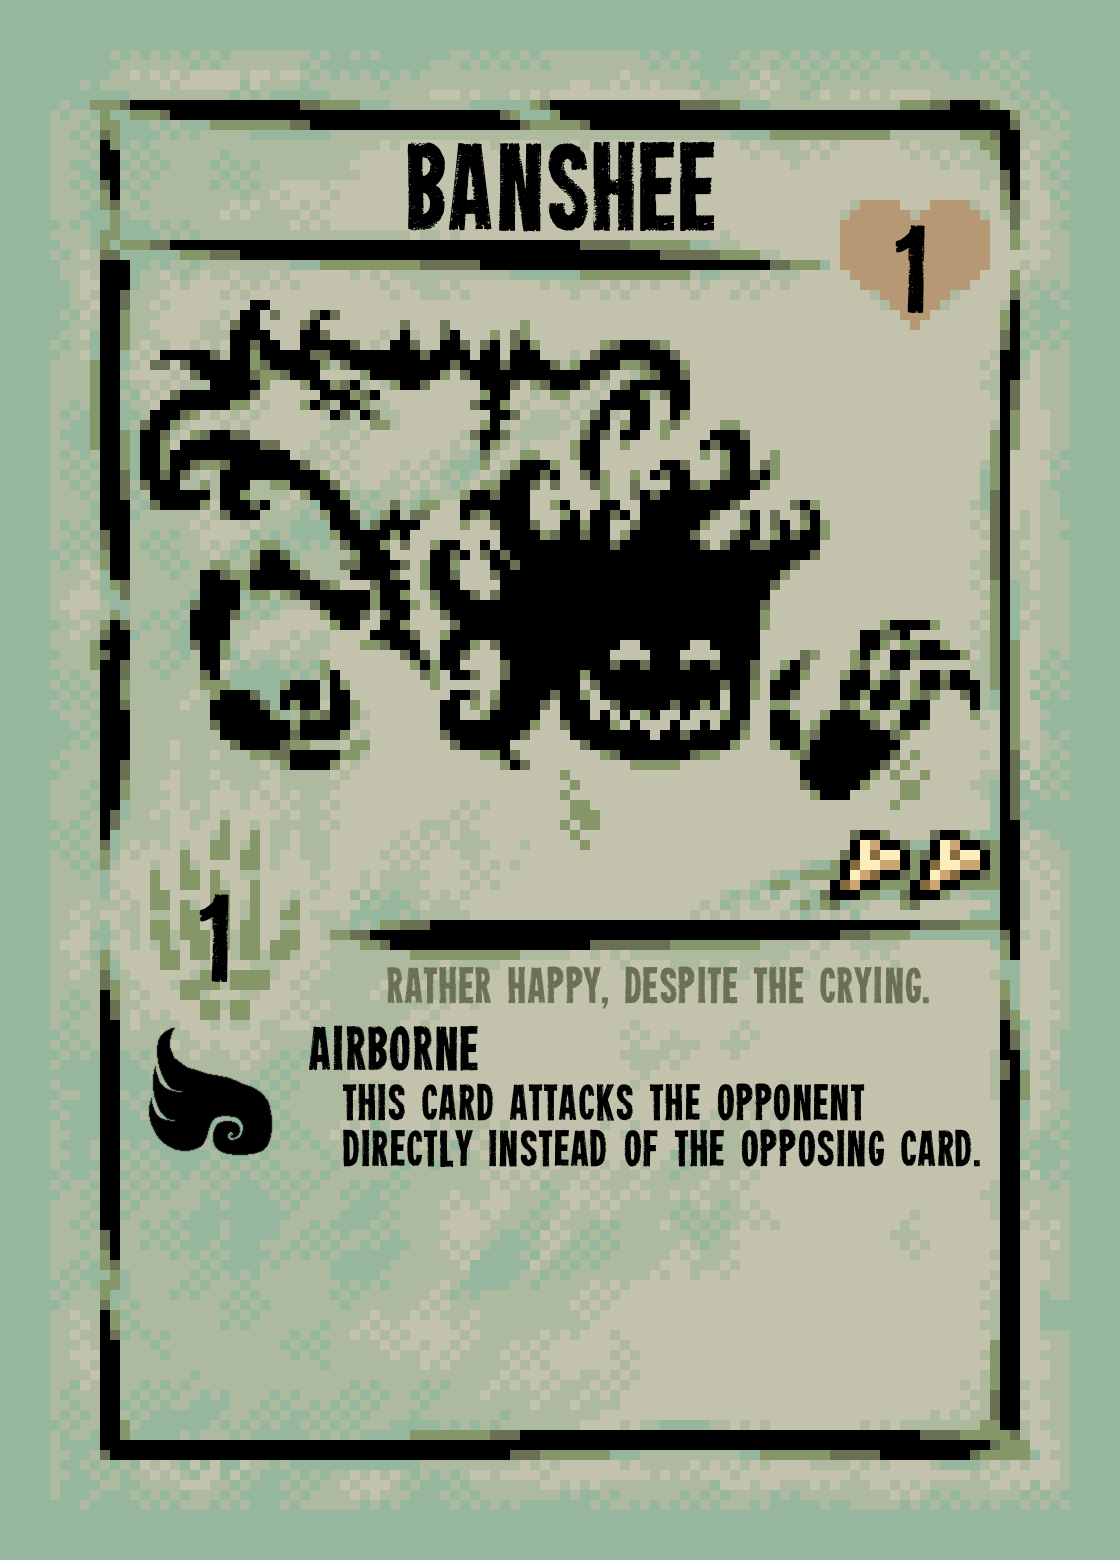 BANSHEE
1
1
RATHER HAPPY, DESPITE THE CRYING.
AIRBORNE
THIS CARD ATTACKS THE OPPONENT
DIRECTLY INSTEAD OF THE OPPOSING CARD.